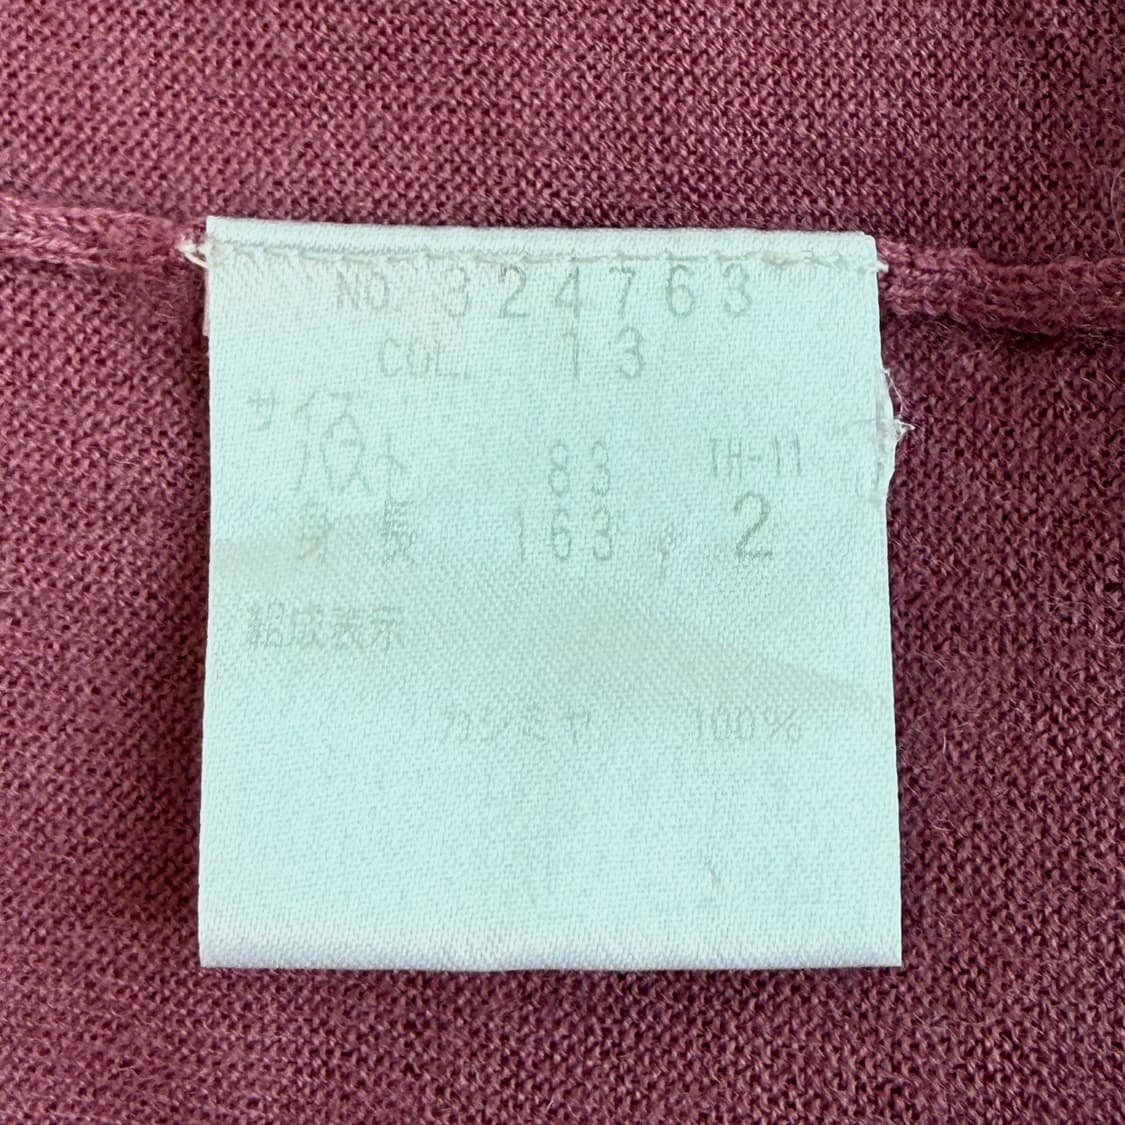 NO. 324763
COL. 13
サイズ
バスト 83 TH-11
身長 163 2
組成表示
カシミヤ 100%